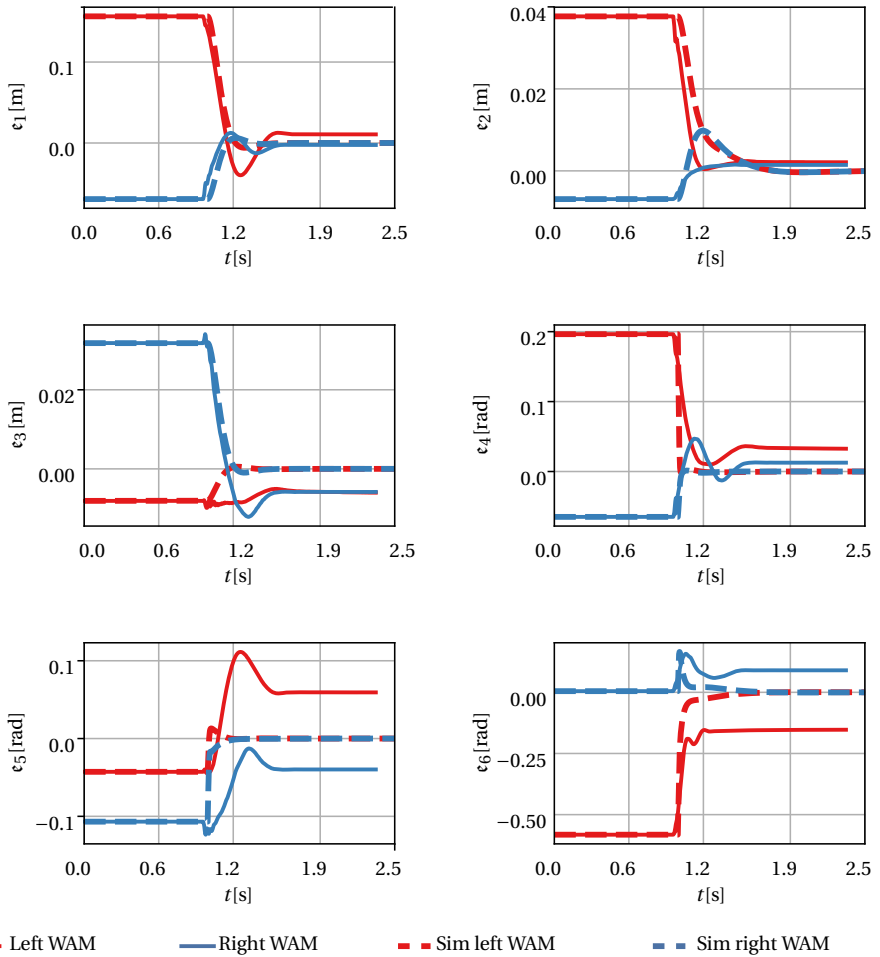 0.1
0.0
𝔢1[m]
0.0 0.6 1.2 1.9 2.5
t[s]
0.04
0.02
0.00
𝔢2[m]
0.0 0.6 1.2 1.9 2.5
t[s]
0.02
0.00
𝔢3[m]
0.0 0.6 1.2 1.9 2.5
t[s]
0.2
0.1
0.0
𝔢4[rad]
0.0 0.6 1.2 1.9 2.5
t[s]
0.1
0.0
−0.1
𝔢5[rad]
0.0 0.6 1.2 1.9 2.5
t[s]
0.00
−0.25
−0.50
𝔢6[rad]
0.0 0.6 1.2 1.9 2.5
t[s]
Left WAM Right WAM Sim left WAM Sim right WAM